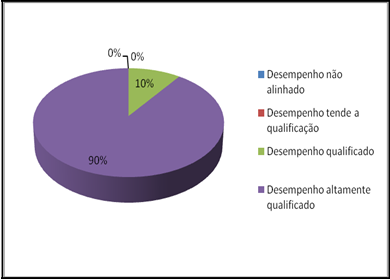 0%
0%
10%
90%
Desempenho não
alinhado
Desempenho tende a
qualificação
Desempenho qualificado
Desempenho altamente
qualificado